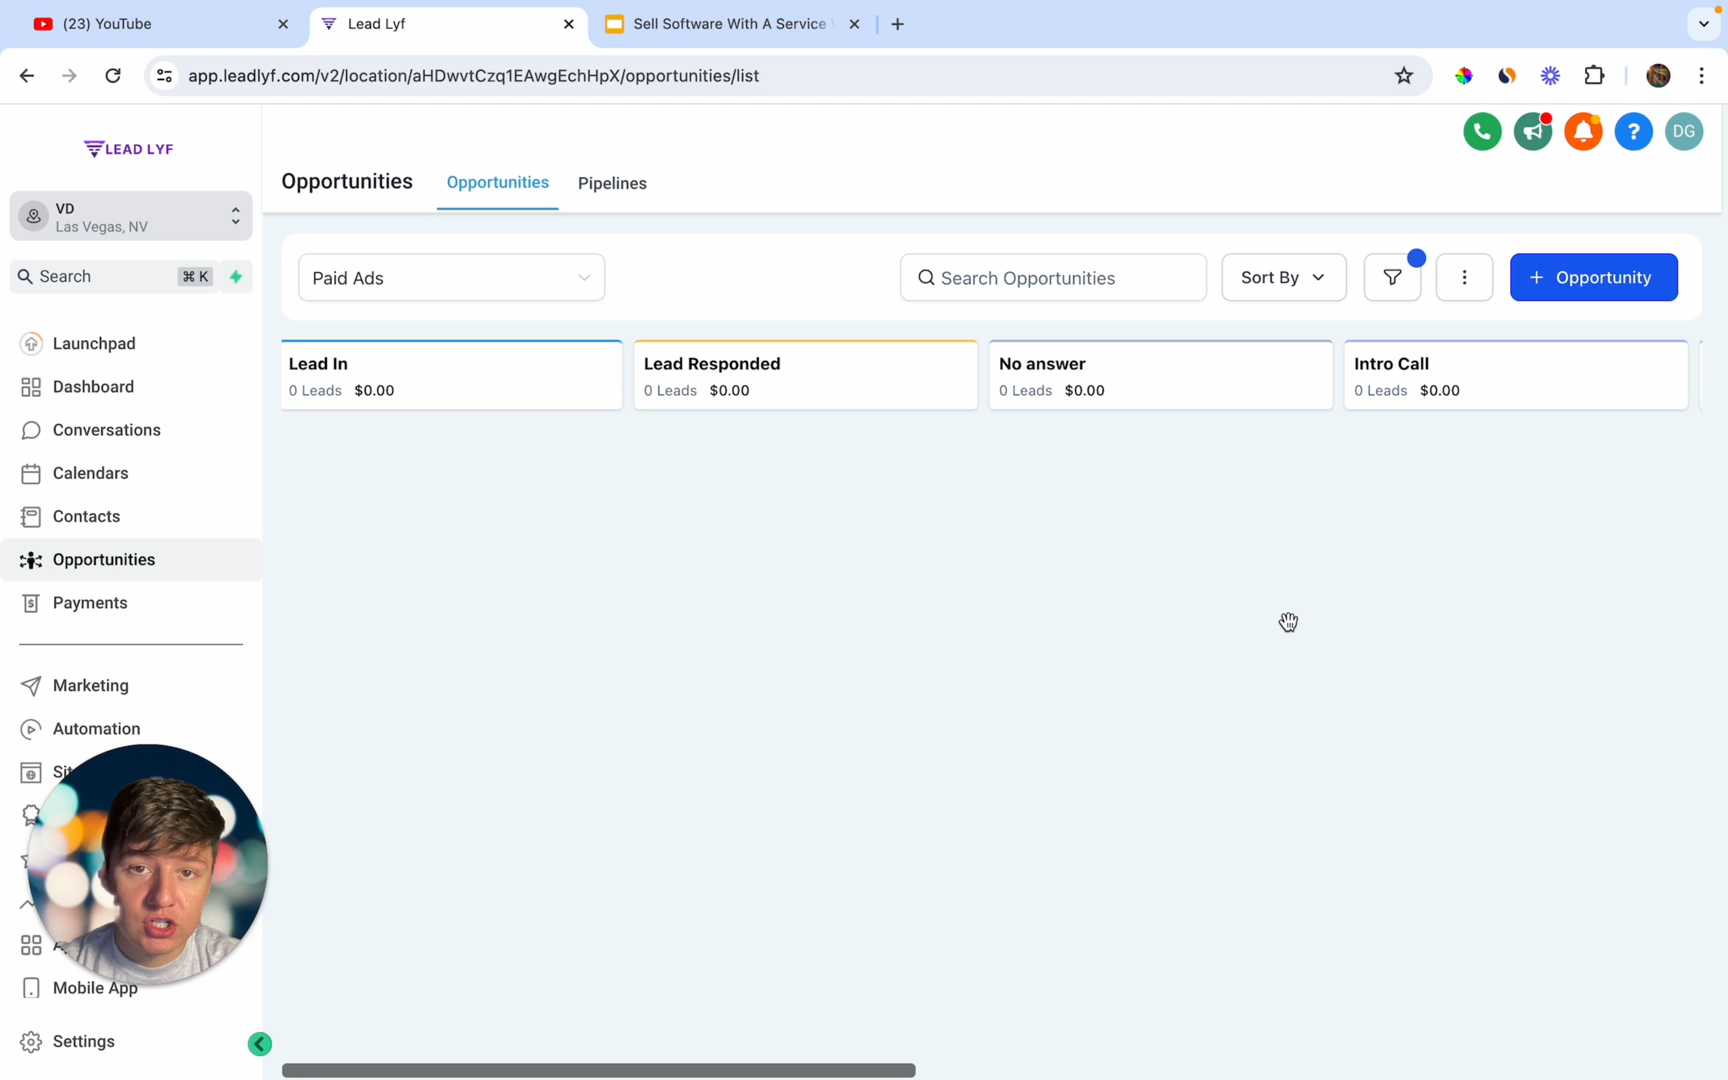 (23) YouTube
Lead Lyf
Sell Software With A Service
app.leadlyf.com/v2/location/aHDwvtCzq1EAwgEchHpX/opportunities/list
LEAD LYF
DG
Opportunities
Opportunities
Pipelines
VD
Las Vegas, NV
Search
⌘ K
Paid Ads
Search Opportunities
Sort By
+ Opportunity
Launchpad
Dashboard
Conversations
Calendars
Contacts
Opportunities
Payments
Marketing
Automation
Mobile App
Settings
Lead In
0 Leads $0.00
Lead Responded
0 Leads $0.00
No answer
0 Leads $0.00
Intro Call
0 Leads $0.00